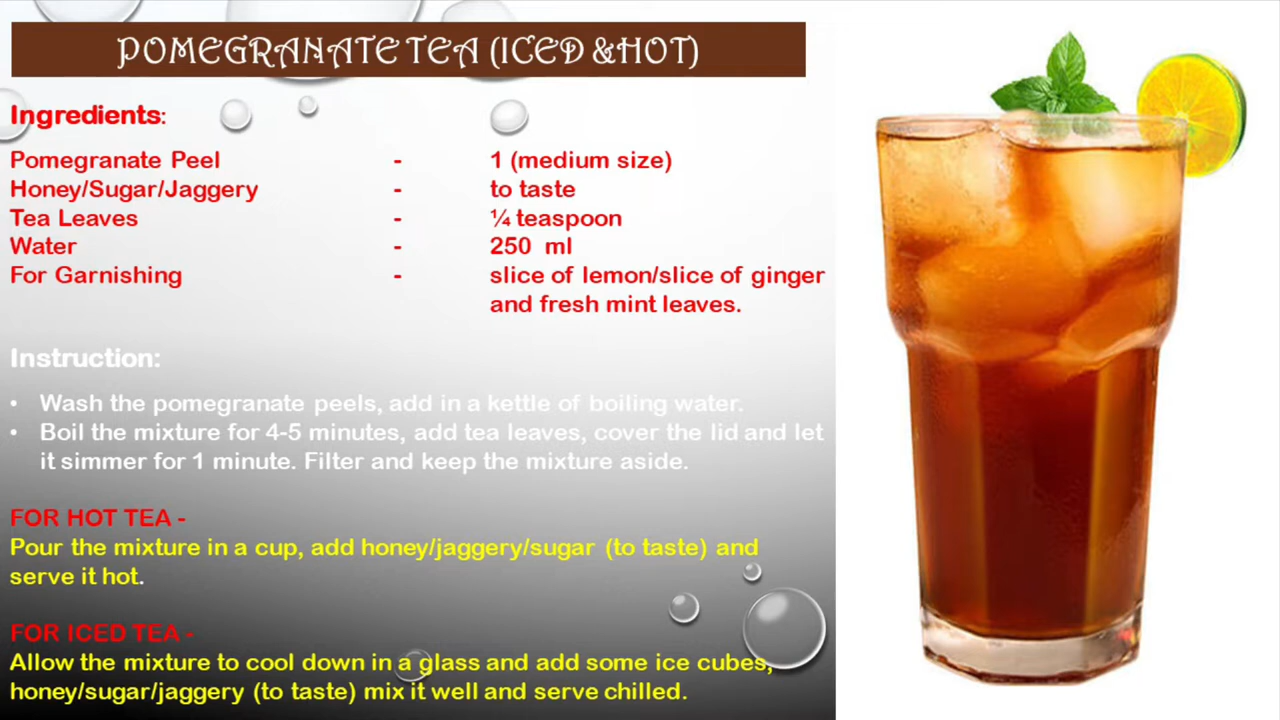 POMEGRANATE TEA (ICED &HOT)
Ingredients:
Pomegranate Peel - 1 (medium size)
Honey/Sugar/Jaggery - to taste
Tea Leaves - ¼ teaspoon
Water - 250 ml
For Garnishing - slice of lemon/slice of ginger
and fresh mint leaves.
Instruction:
• Wash the pomegranate peels, add in a kettle of boiling water.
• Boil the mixture for 4-5 minutes, add tea leaves, cover the lid and let
it simmer for 1 minute. Filter and keep the mixture aside.
FOR HOT TEA -
Pour the mixture in a cup, add honey/jaggery/sugar (to taste) and
serve it hot.
FOR ICED TEA -
Allow the mixture to cool down in a glass and add some ice cubes,
honey/sugar/jaggery (to taste) mix it well and serve chilled.